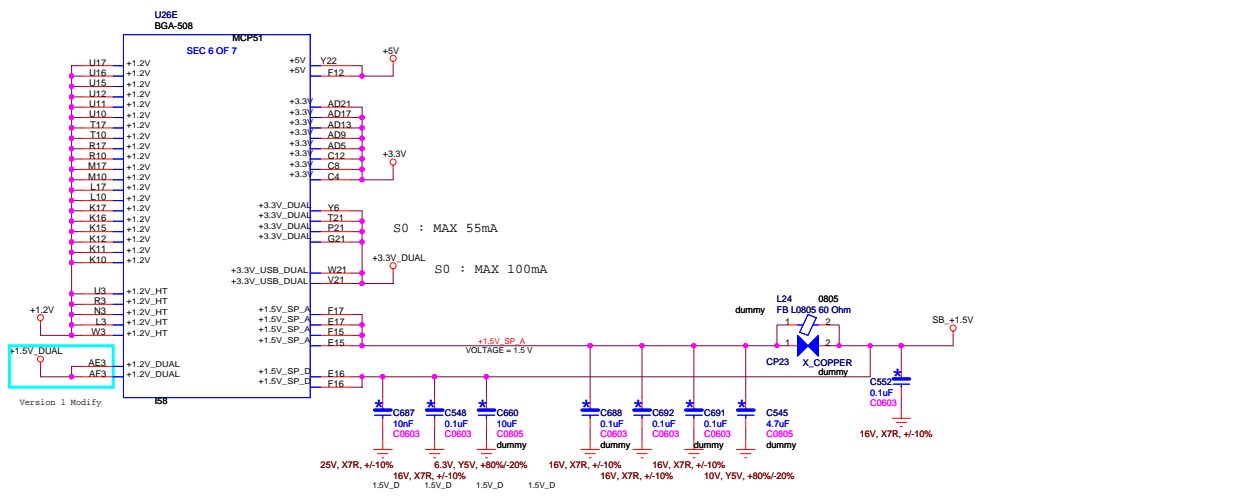 U26E
BGA-508
MCP51
SEC 6 OF 7
U17 +1.2V
U16 +1.2V
U15 +1.2V
U12 +1.2V
U11 +1.2V
U10 +1.2V
T17 +1.2V
T10 +1.2V
R17 +1.2V
R10 +1.2V
M17 +1.2V
M10 +1.2V
L17 +1.2V
L10 +1.2V
K17 +1.2V
K16 +1.2V
K15 +1.2V
K12 +1.2V
K11 +1.2V
K10 +1.2V
U3 +1.2V_HT
R3 +1.2V_HT
N3 +1.2V_HT
L3 +1.2V_HT
W3 +1.2V_HT
+1.2V
+1.5V_DUAL
AE3 +1.2V_DUAL
AF3 +1.2V_DUAL
Version 1 Modify
I58
+5V Y22
+5V F12
+5V
+3.3V AD21
+3.3V AD17
+3.3V AD13
+3.3V AD9
+3.3V AD5
+3.3V C12
+3.3V C8
+3.3V C4
+3.3V
+3.3V_DUAL Y6
+3.3V_DUAL T21
+3.3V_DUAL P21
+3.3V_DUAL G21
S0 : MAX 55mA
+3.3V_DUAL
+3.3V_USB_DUAL W21
+3.3V_USB_DUAL V21
S0 : MAX 100mA
+1.5V_SP_A F17
+1.5V_SP_A E17
+1.5V_SP_A F15
+1.5V_SP_A E15
+1.5V_SP_A
VOLTAGE = 1.5 V
+1.5V_SP_D E16
+1.5V_SP_D F16
L24 0805
dummy FB L0805 60 Ohm
1 2
1 2
CP23 X_COPPER
dummy
SB_+1.5V
C552
0.1uF
C0603
16V, X7R, +/-10%
C687
10nF
C0603
C548
0.1uF
C0603
C660
10uF
C0805
dummy
C688
0.1uF
C0603
dummy
C692
0.1uF
C0603
C691
0.1uF
C0603
dummy
C545
4.7uF
C0805
dummy
25V, X7R, +/-10%
6.3V, Y5V, +80%/-20%
16V, X7R, +/-10%
16V, X7R, +/-10%
16V, X7R, +/-10%
16V, X7R, +/-10%
10V, Y5V, +80%/-20%
1.5V_D 1.5V_D 1.5V_D 1.5V_D